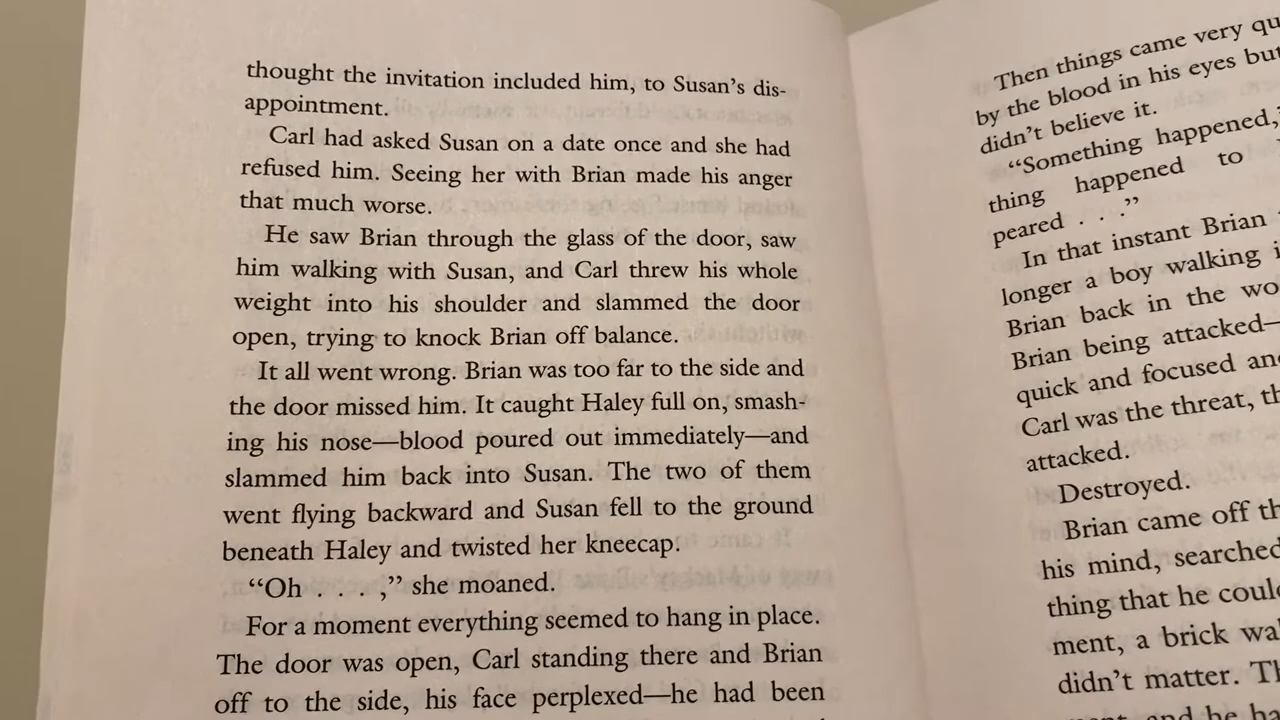 thought the invitation included him, to Susan's dis-
appointment.
Carl had asked Susan on a date once and she had
refused him. Seeing her with Brian made his anger
that much worse.
He saw Brian through the glass of the door, saw
him walking with Susan, and Carl threw his whole
weight into his shoulder and slammed the door
open, trying to knock Brian off balance.
It all went wrong. Brian was too far to the side and
the door missed him. It caught Haley full on, smash-
ing his nose—blood poured out immediately—and
slammed him back into Susan. The two of them
went flying backward and Susan fell to the ground
beneath Haley and twisted her kneecap.
“Oh . . . ,” she moaned.
For a moment everything seemed to hang in place.
The door was open, Carl standing there and Brian
off to the side, his face perplexed—he had been
Then things came very
by the blood in his eyes but
didn't believe it.
“Something happened,
thing happened to
peared . . .”
In that instant Brian
longer a boy walking
Brian back in the
Brian being attacked—
quick and focused
Carl was the threat,
attacked.
Destroyed.
Brian came off
his mind, searched
thing that he
ment, a brick
didn't matter.
and he